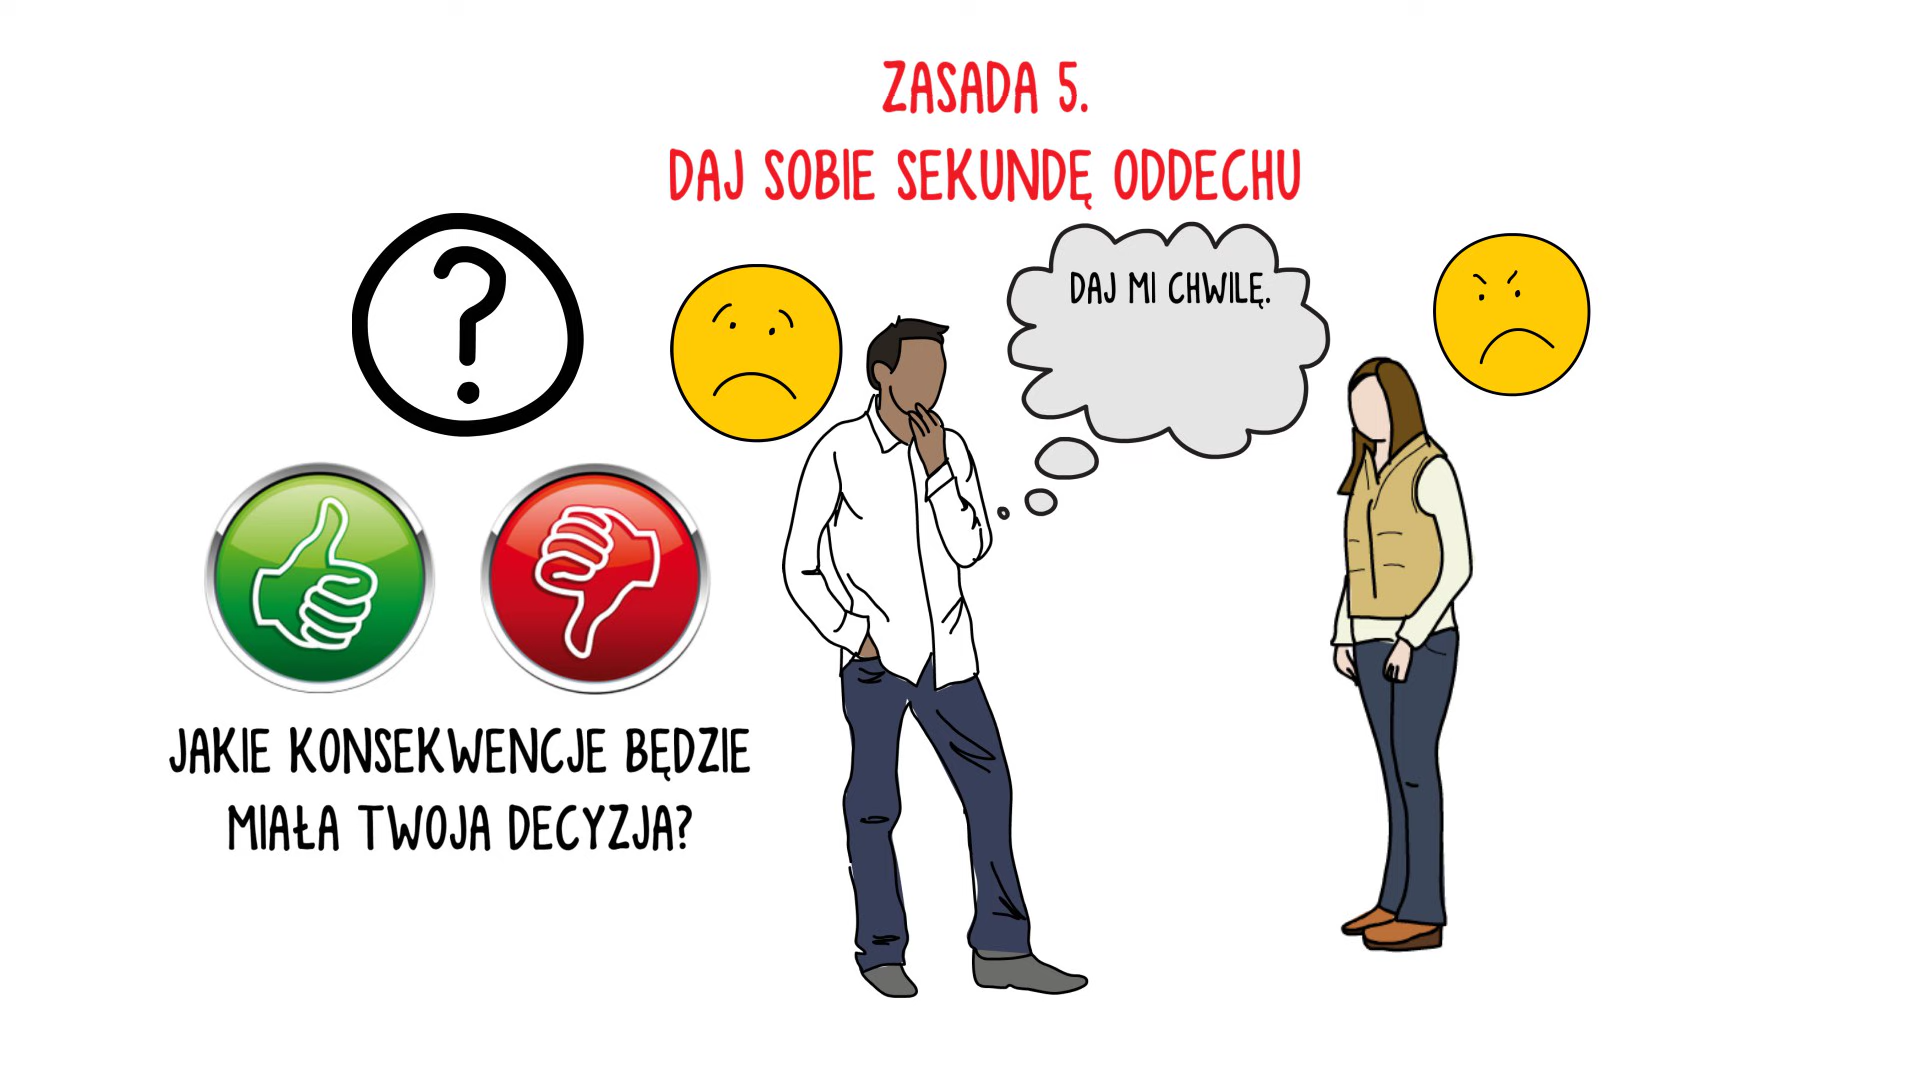 ZASADA 5.
DAJ SOBIE SEKUNDĘ ODDECHU
?
DAJ MI CHWILĘ.
JAKIE KONSEKWENCJE BĘDZIE
MIAŁA TWOJA DECYZJA?